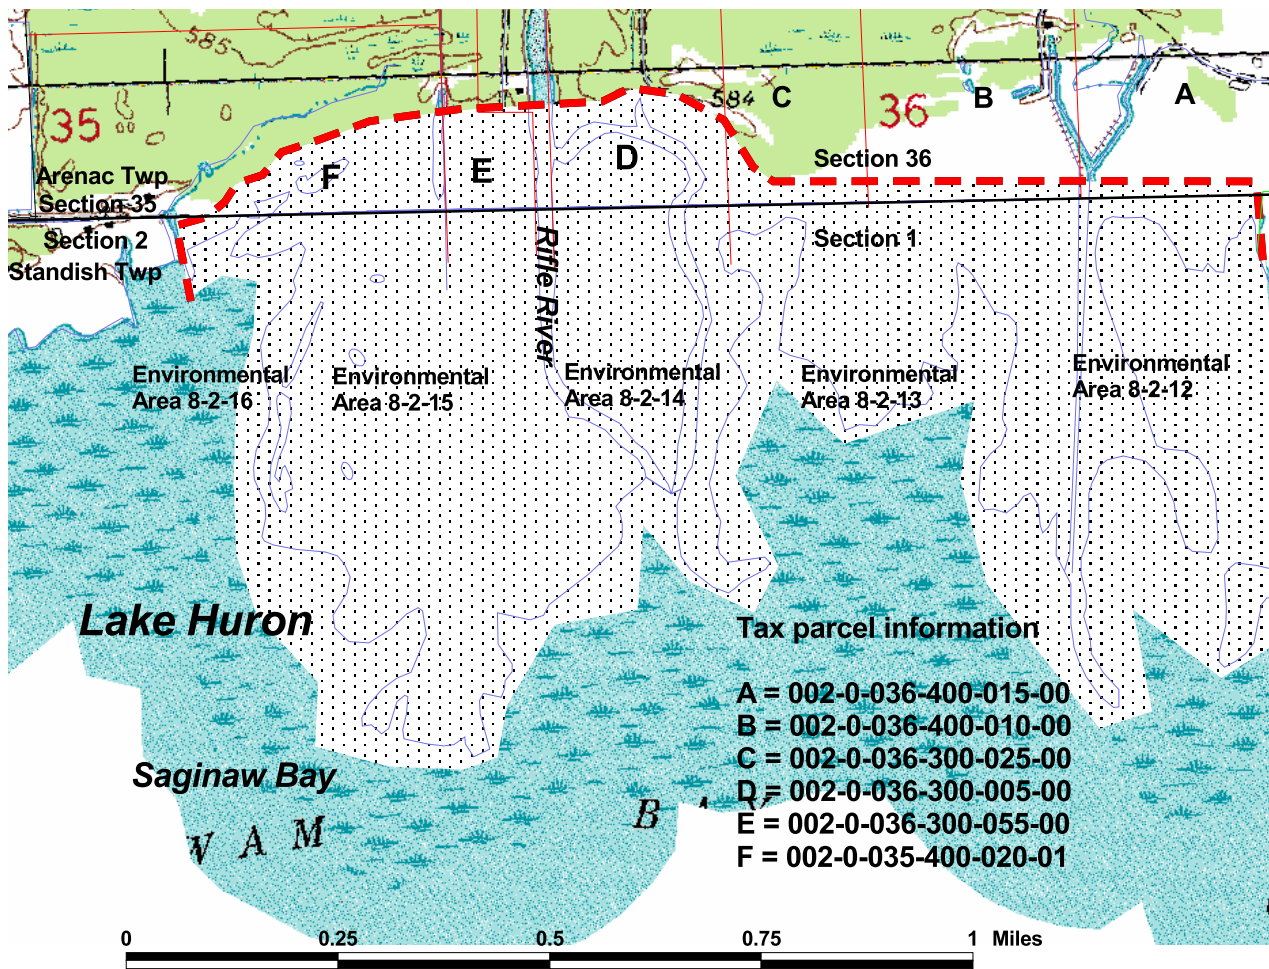 585
584
C
B
A
35
36
Section 36
Arenac Twp
Section 35
F
E
D
Section 2
Standish Twp
Section 1
Rifle River
Environmental
Area 8-2-16
Environmental
Area 8-2-15
Environmental
Area 8-2-14
Environmental
Area 8-2-13
Environmental
Area 8-2-12
Lake Huron
Tax parcel information
A = 002-0-036-400-015-00
B = 002-0-036-400-010-00
C = 002-0-036-300-025-00
D = 002-0-036-300-005-00
E = 002-0-036-300-055-00
F = 002-0-035-400-020-01
Saginaw Bay
W A M
B
0 0.25 0.5 0.75 1 Miles